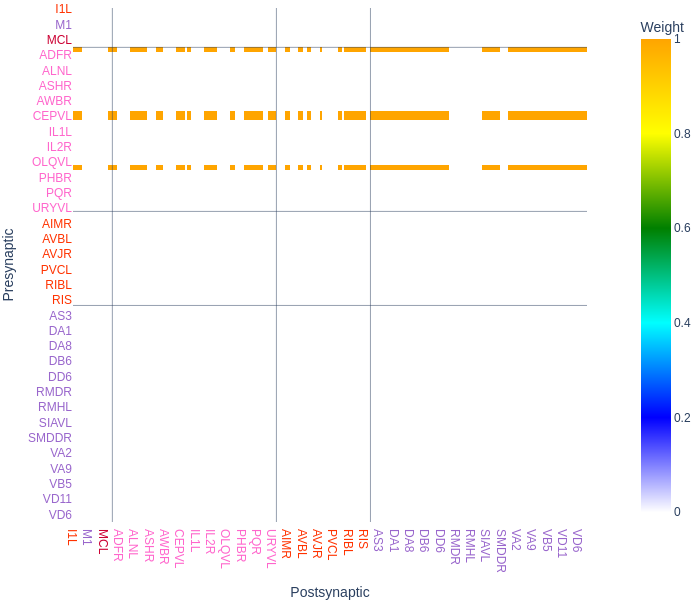 Weight
I1L
M1
MCL
ADFR
ALNL
ASHR
AWBR
CEPVL
IL1L
IL2R
OLQVL
PHBR
PQR
URYVL
AIMR
AVBL
AVJR
PVCL
RIBL
RIS
AS3
DA1
DA8
DB6
DD6
RMDR
RMHL
SIAVL
SMDDR
VA2
VA9
VB5
VD11
VD6
Presynaptic
1
0.8
0.6
0.4
0.2
0
I1L
M1
MCL
ADFR
ALNL
ASHR
AWBR
CEPVL
IL1L
IL2R
OLQVL
PHBR
PQR
URYVL
AIMR
AVBL
AVJR
PVCL
RIBL
RIS
AS3
DA1
DA8
DB6
DD6
RMDR
RMHL
SIAVL
SMDDR
VA2
VA9
VB5
VD11
VD6
Postsynaptic